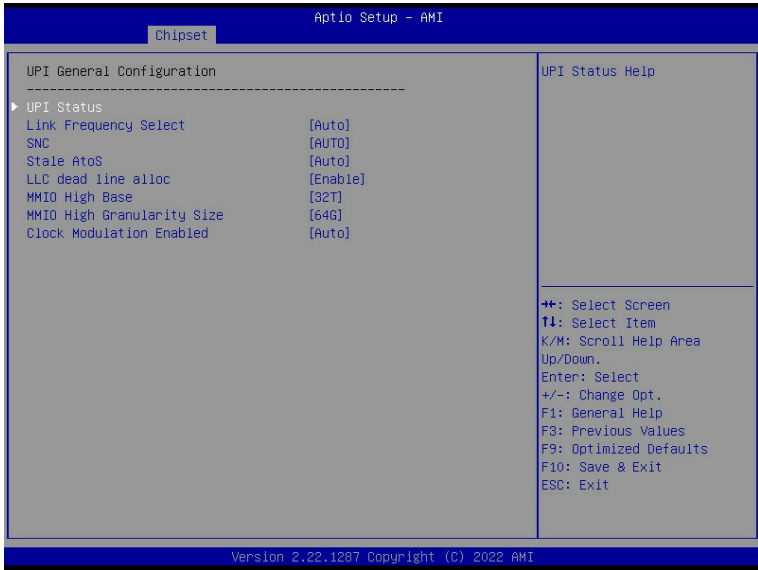 Aptio Setup – AMI
Chipset
UPI General Configuration
------------------------------------------------
UPI Status
Link Frequency Select [Auto]
SNC [AUTO]
Stale AtoS [Auto]
LLC dead line alloc [Enable]
MMIO High Base [32T]
MMIO High Granularity Size [64G]
Clock Modulation Enabled [Auto]
UPI Status Help
→←: Select Screen
↑↓: Select Item
K/M: Scroll Help Area
Up/Down.
Enter: Select
+/-: Change Opt.
F1: General Help
F3: Previous Values
F9: Optimized Defaults
F10: Save & Exit
ESC: Exit
Version 2.22.1287 Copyright (C) 2022 AMI